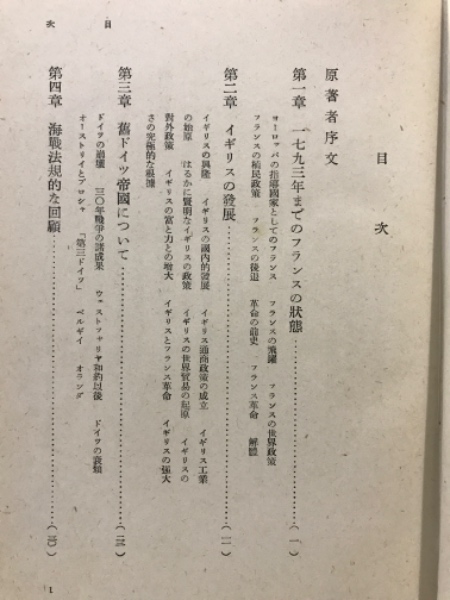 目次
目次
原著者序文
第一章 一七九三年までのフランスの狀態……………(一)
ヨーロッパの指導國家としてのフランス フランスの飛躍 フランスの世界政策
フランスの植民政策 フランスの後退 革命の前史 フランス革命 解體
第二章 イギリスの發展……………(一一)
イギリスの興隆 イギリスの國內的發展 イギリス通商政策の成立 イギリス工業
の始原 はるかに賢明なイギリスの政策 イギリスの世界貿易の起原 イギリスの
對外政策 イギリスの富と力との增大 イギリスとフランス革命 イギリスの强大
さの究極的な根據
第三章 舊ドイツ帝國について……………(二三)
ドイツの崩壞 三〇年戰爭の諸成果 ウェストファリヤ和約以後 ドイツの衰頽
オーストリイとプロシャ 「第三ドイツ」 ベルギイ オランダ
第四章 海戰法規的な回顧……………(三〇)
1